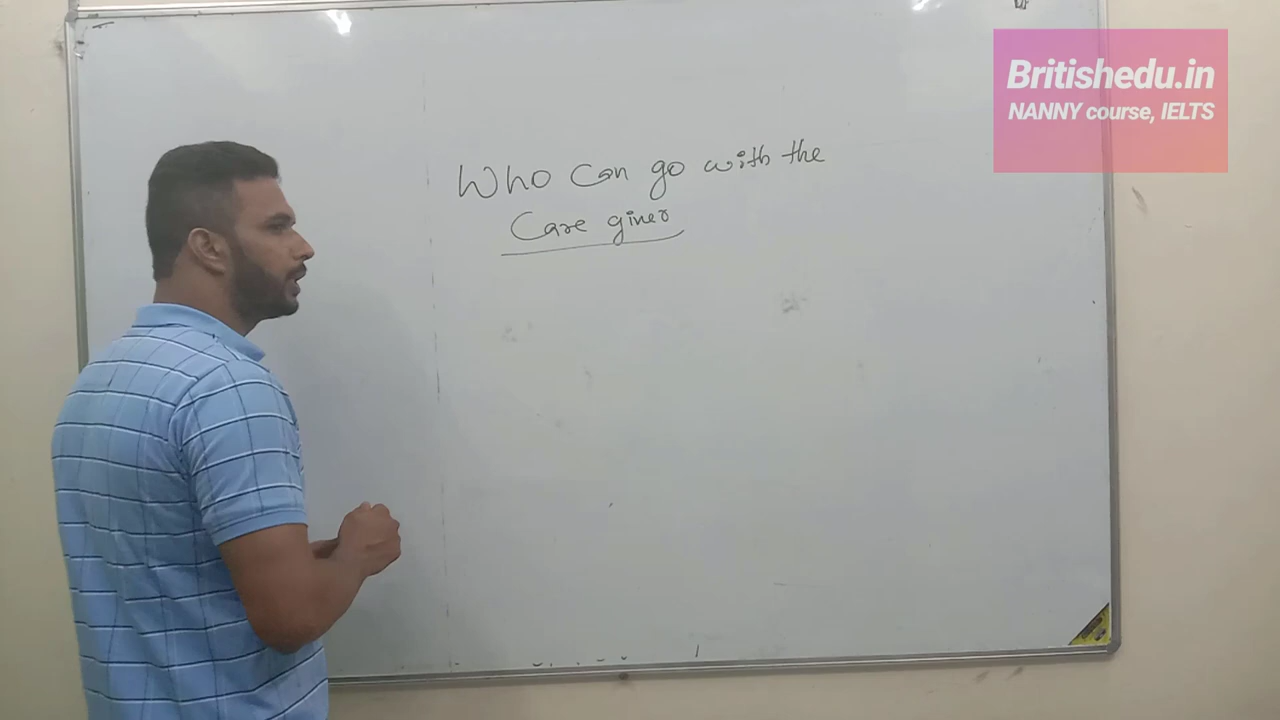 Britishedu.in
NANNY course, IELTS
Who Can go with the
Care giver